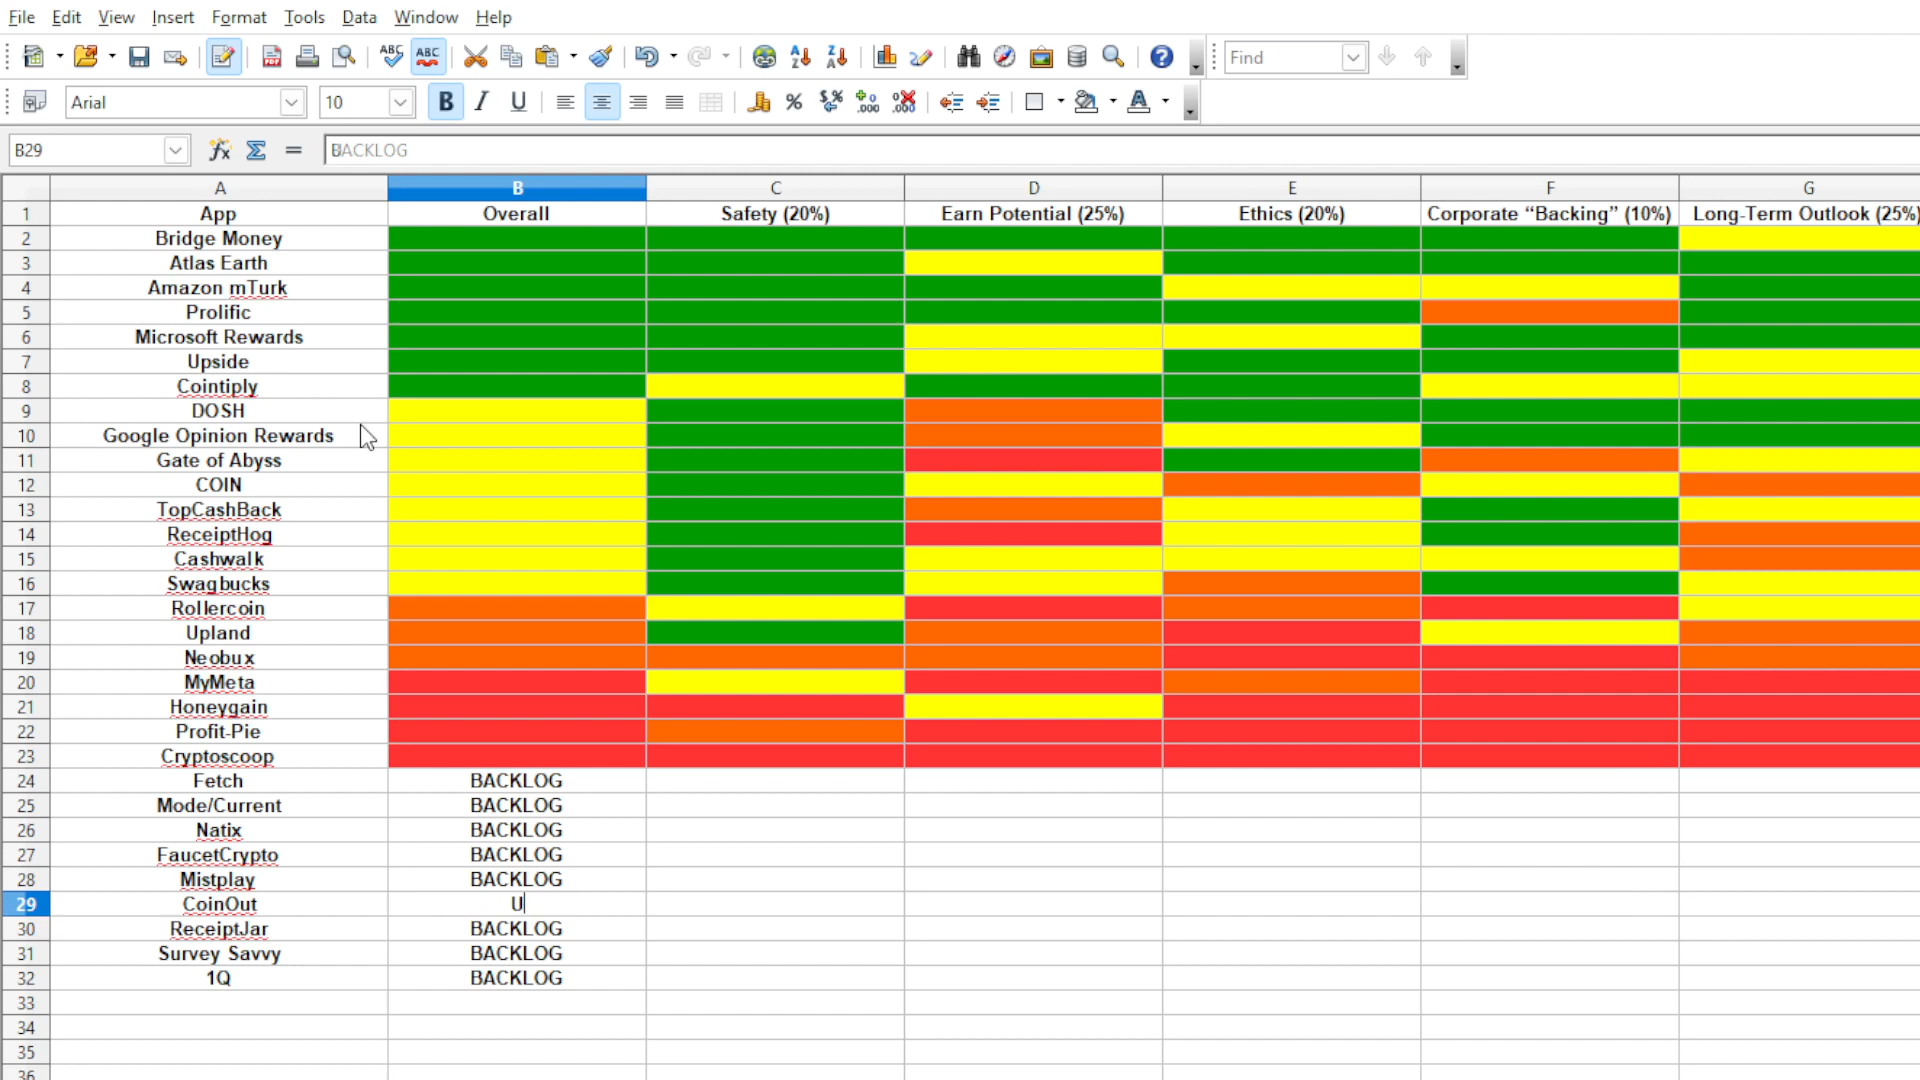 File Edit View Insert Format Tools Data Window Help
Find
Arial 10
B29 BACKLOG
A B C D E F G
1 App Overall Safety (20%) Earn Potential (25%) Ethics (20%) Corporate “Backing” (10%) Long-Term Outlook (25%)
2 Bridge Money
3 Atlas Earth
4 Amazon mTurk
5 Prolific
6 Microsoft Rewards
7 Upside
8 Cointiply
9 DOSH
10 Google Opinion Rewards
11 Gate of Abyss
12 COIN
13 TopCashBack
14 ReceiptHog
15 Cashwalk
16 Swagbucks
17 Rollercoin
18 Upland
19 Neobux
20 MyMeta
21 Honeygain
22 Profit-Pie
23 Cryptoscoop
24 Fetch BACKLOG
25 Mode/Current BACKLOG
26 Natix BACKLOG
27 FaucetCrypto BACKLOG
28 Mistplay BACKLOG
29 CoinOut U
30 ReceiptJar BACKLOG
31 Survey Savvy BACKLOG
32 1Q BACKLOG
33
34
35
36